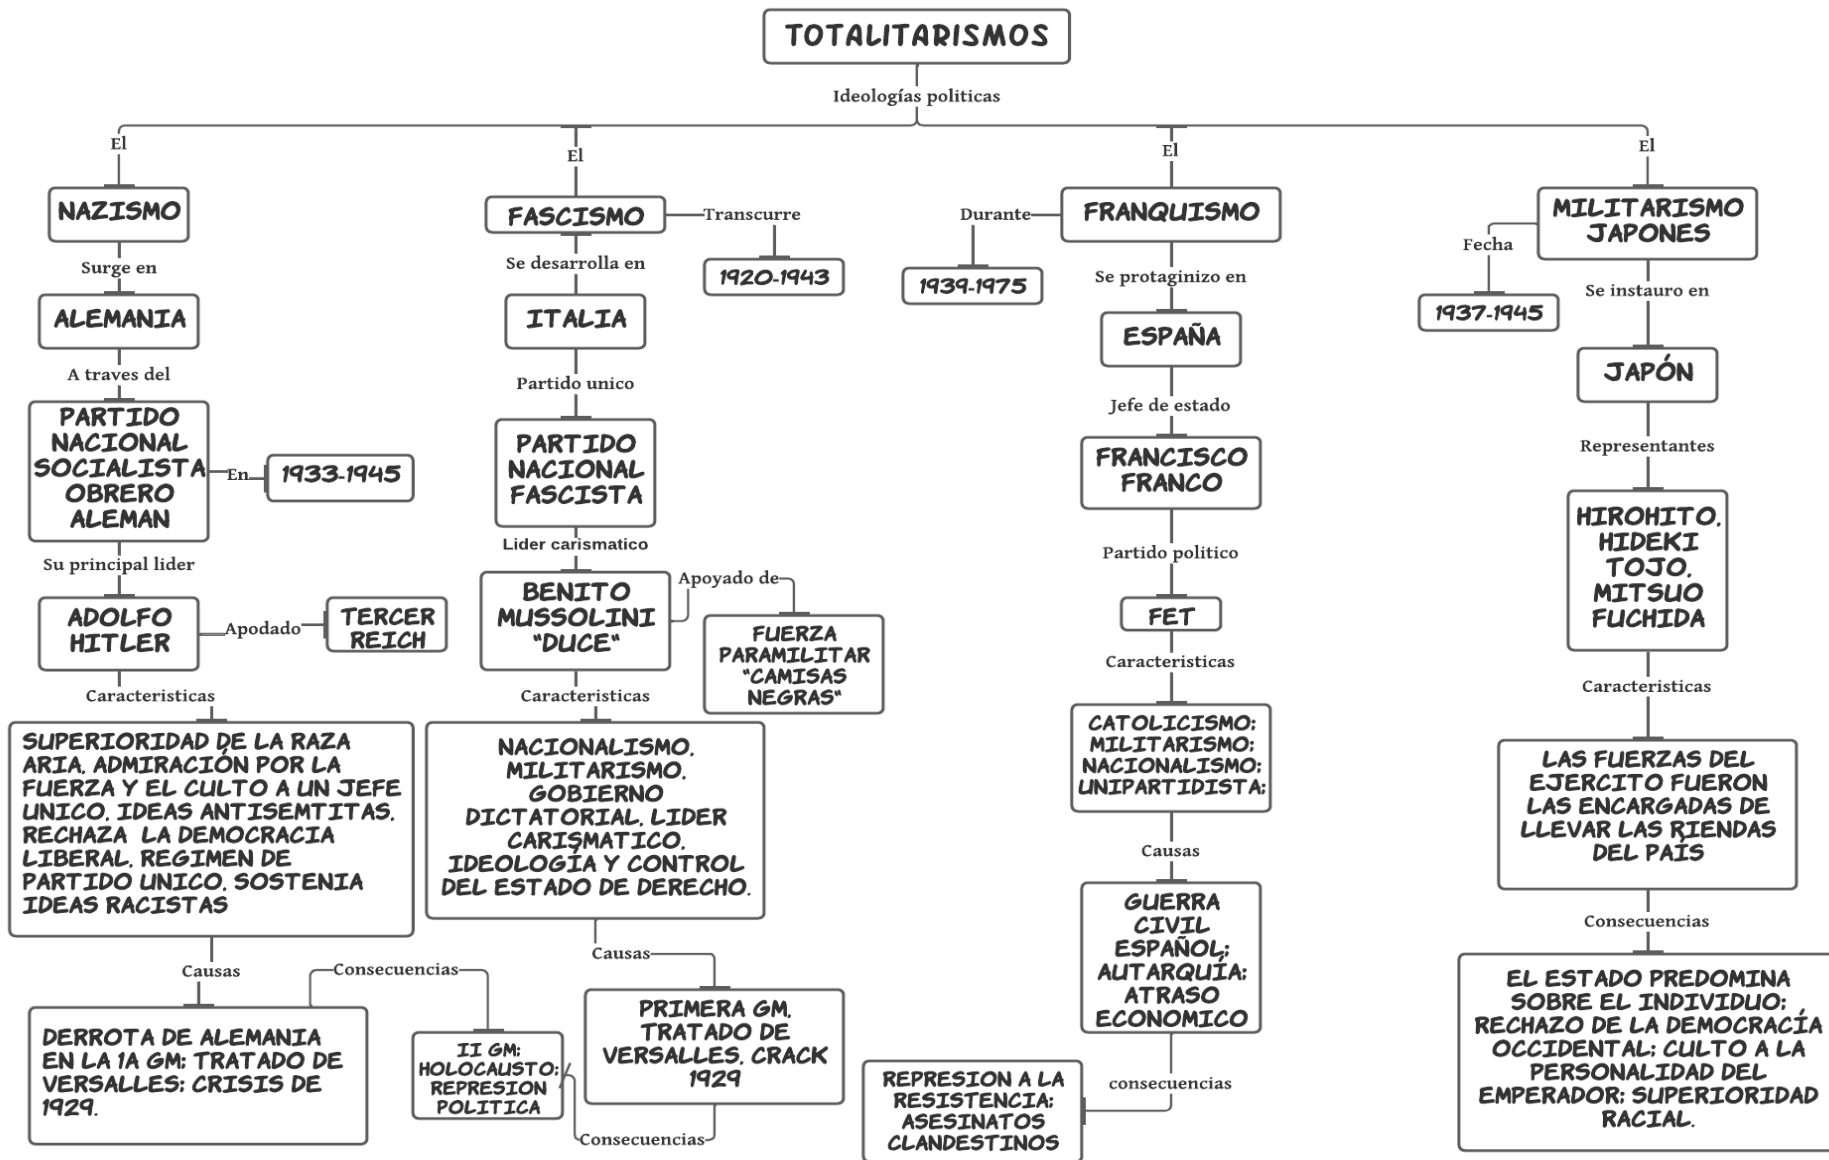 TOTALITARISMOS
Ideologías politicas
El
NAZISMO
Surge en
ALEMANIA
A traves del
PARTIDO
NACIONAL
SOCIALISTA
OBRERO
ALEMAN
En
1933-1945
Su principal lider
ADOLFO
HITLER
Apodado
TERCER
REICH
Caracteristicas
SUPERIORIDAD DE LA RAZA
ARIA, ADMIRACIÓN POR LA
FUERZA Y EL CULTO A UN JEFE
UNICO, IDEAS ANTISEMTITAS,
RECHAZA LA DEMOCRACIA
LIBERAL, REGIMEN DE
PARTIDO UNICO, SOSTENIA
IDEAS RACISTAS
Causas
DERROTA DE ALEMANIA
EN LA 1A GM; TRATADO DE
VERSALLES; CRISIS DE
1929.
Consecuencias
II GM;
HOLOCAUSTO;
REPRESION
POLITICA
El
FASCISMO
Transcurre
1920-1943
Se desarrolla en
ITALIA
Partido unico
PARTIDO
NACIONAL
FASCISTA
Lider carismatico
BENITO
MUSSOLINI
"DUCE"
Apoyado de
FUERZA
PARAMILITAR
"CAMISAS
NEGRAS"
Caracteristicas
NACIONALISMO,
MILITARISMO,
GOBIERNO
DICTATORIAL, LIDER
CARISMATICO,
IDEOLOGÍA Y CONTROL
DEL ESTADO DE DERECHO.
Causas
PRIMERA GM,
TRATADO DE
VERSALLES, CRACK
1929
Consecuencias
El
FRANQUISMO
Durante
1939-1975
Se protaginizo en
ESPAÑA
Jefe de estado
FRANCISCO
FRANCO
Partido politico
FET
Caracteristicas
CATOLICISMO;
MILITARISMO;
NACIONALISMO;
UNIPARTIDISTA;
Causas
GUERRA
CIVIL
ESPAÑOL;
AUTARQUÍA;
ATRASO
ECONOMICO
consecuencias
REPRESION A LA
RESISTENCIA;
ASESINATOS
CLANDESTINOS
El
MILITARISMO
JAPONES
Fecha
1937-1945
Se instauro en
JAPÓN
Representantes
HIROHITO,
HIDEKI
TOJO,
MITSUO
FUCHIDA
Caracteristicas
LAS FUERZAS DEL
EJERCITO FUERON
LAS ENCARGADAS DE
LLEVAR LAS RIENDAS
DEL PAÍS
Consecuencias
EL ESTADO PREDOMINA
SOBRE EL INDIVIDUO;
RECHAZO DE LA DEMOCRACÍA
OCCIDENTAL; CULTO A LA
PERSONALIDAD DEL
EMPERADOR; SUPERIORIDAD
RACIAL.